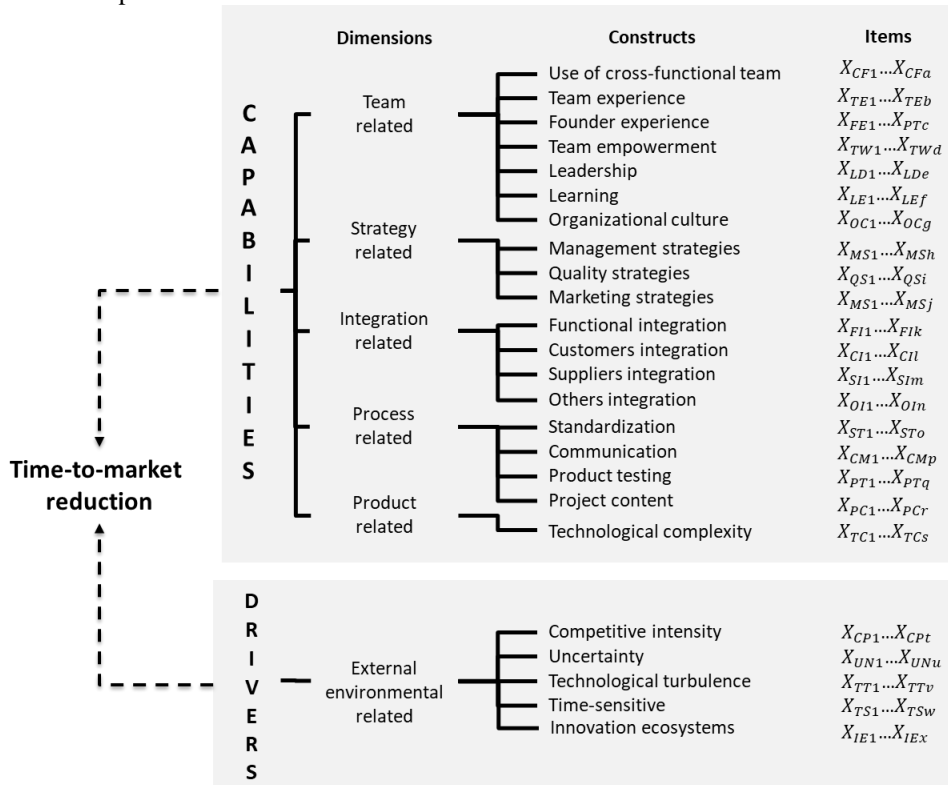 Dimensions Constructs Items
CAPABILITIES
Team related
Use of cross-functional team X_CF1...X_CFa
Team experience X_TE1...X_TEb
Founder experience X_FE1...X_PTc
Team empowerment X_TW1...X_TWd
Leadership X_LD1...X_LDe
Learning X_LE1...X_LEf
Organizational culture X_OC1...X_OCg
Strategy related
Management strategies X_MS1...X_MSh
Quality strategies X_QS1...X_QSi
Marketing strategies X_MS1...X_MSj
Integration related
Functional integration X_FI1...X_FIk
Customers integration X_CI1...X_CIl
Suppliers integration X_SI1...X_SIm
Others integration X_OI1...X_OIn
Process related
Standardization X_ST1...X_STo
Communication X_CM1...X_CMp
Product testing X_PT1...X_PTq
Project content X_PC1...X_PCr
Product related
Technological complexity X_TC1...X_TCs
Time-to-market
reduction
DRIVERS
External
environmental
related
Competitive intensity X_CP1...X_CPt
Uncertainty X_UN1...X_UNu
Technological turbulence X_TT1...X_TTv
Time-sensitive X_TS1...X_TSw
Innovation ecosystems X_IE1...X_IEx